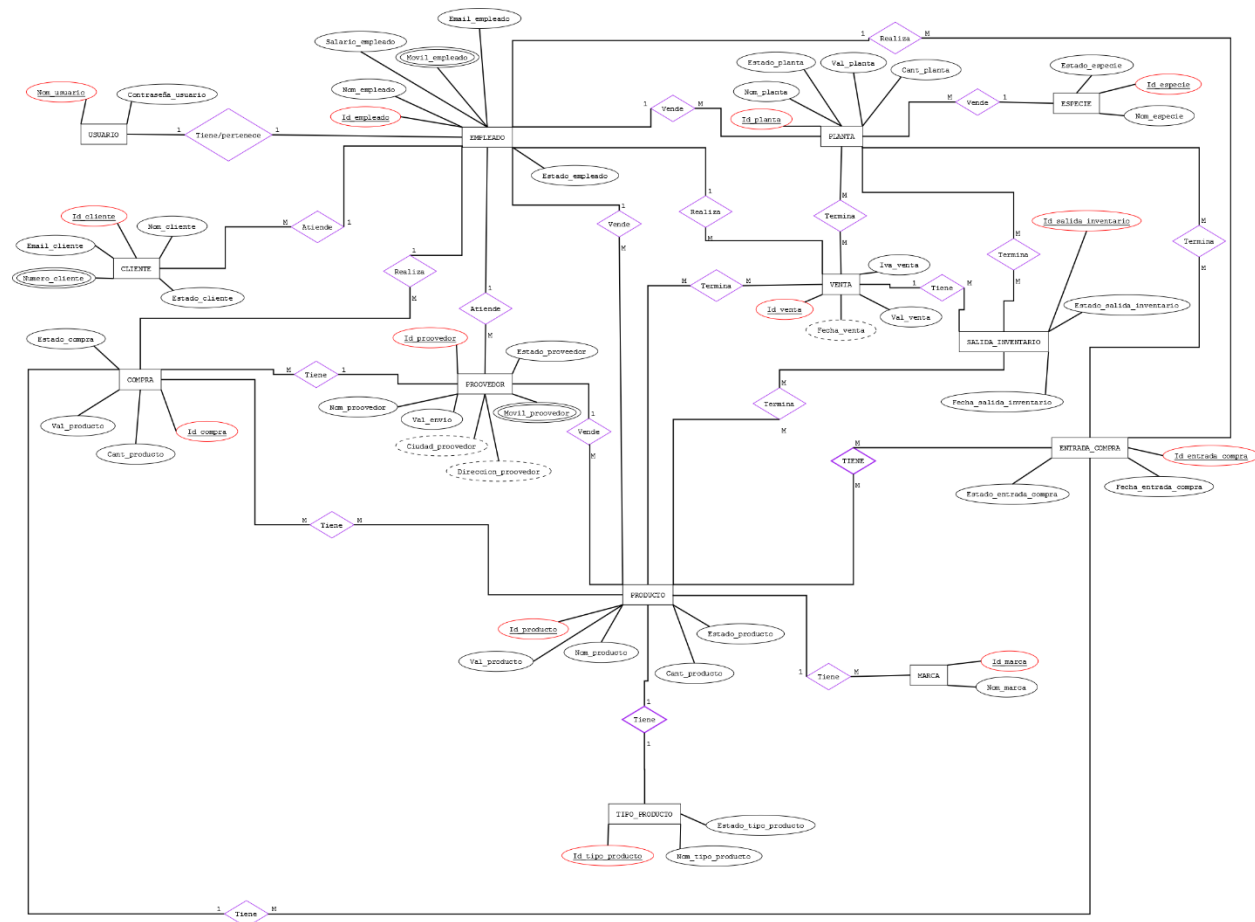 Email_empleado
Salario_empleado
1
Realiza
M
Movil_empleado
Estado_planta
Val_planta
Cant_planta
Estado_especie
Id_especie
Nom_especie
ESPECIE
Nom_usuario
Contraseña_usuario
Nom_empleado
Id_empleado
Nom_planta
Id_planta
1
Vende
M
M
Vende
1
USUARIO
1
Tiene/pertenece
1
EMPLEADO
PLANTA
Estado_empleado
Id_cliente
Nom_cliente
Email_cliente
CLIENTE
Numero_cliente
Estado_cliente
M
Atiende
1
1
Realiza
M
1
Atiende
M
1
Vende
M
1
Realiza
M
M
Termina
M
M
Termina
M
M
Termina
M
Id_salida_inventario
Iva_venta
VENTA
Id_venta
Fecha_venta
Val_venta
M
Termina
M
1
Tiene
M
Estado_salida_inventario
SALIDA_INVENTARIO
Fecha_salida_inventario
Estado_compra
COMPRA
Val_producto
Cant_producto
Id_compra
M
Tiene
1
Id_proovedor
Estado_proveedor
PROOVEDOR
Nom_proovedor
Val_envio
Movil_proovedor
Ciudad_proovedor
Direccion_proovedor
1
Vende
M
M
Termina
M
M
TIENE
M
ENTRADA_COMPRA
Id_entrada_compra
Estado_entrada_compra
Fecha_entrada_compra
M
Tiene
M
PRODUCTO
Id_producto
Val_producto
Nom_producto
Estado_producto
Cant_producto
1
Tiene
M
MARCA
Id_marca
Nom_marca
1
Tiene
1
TIPO_PRODUCTO
Estado_tipo_producto
Id_tipo_producto
Nom_tipo_producto
1
Tiene
M